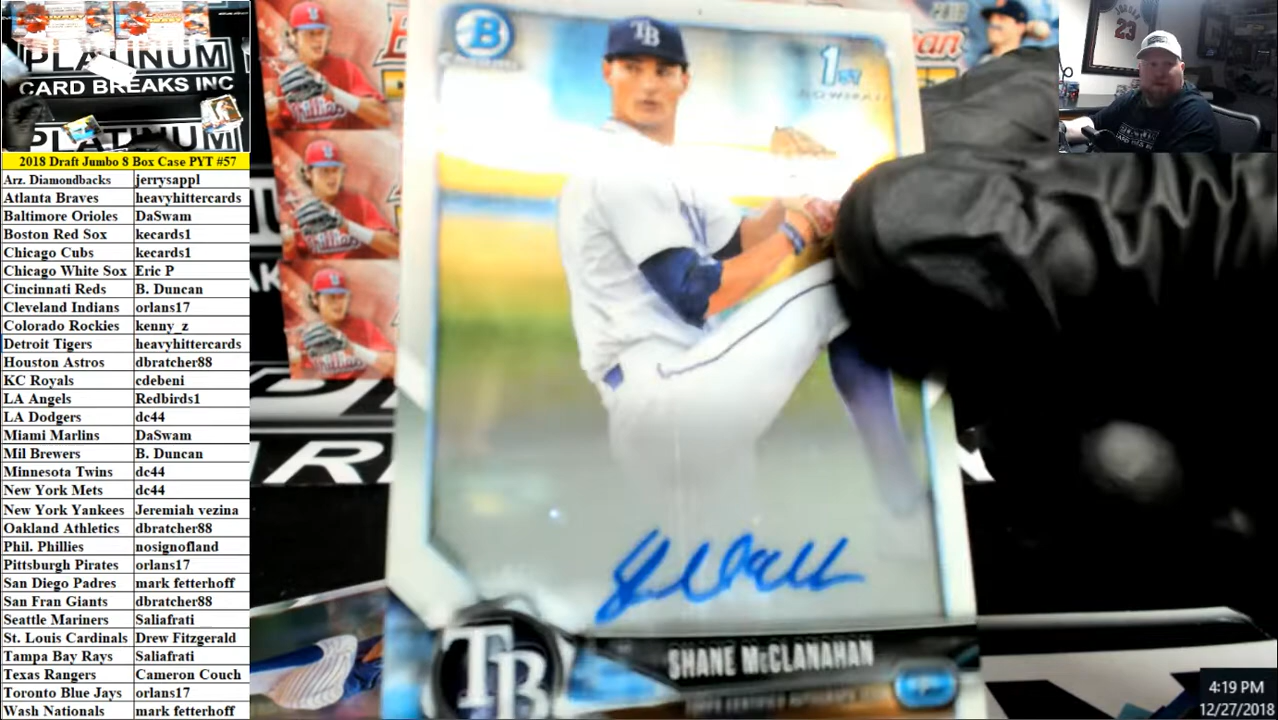 PLATINUM
CARD BREAKS INC
PLATINUM
2018 Draft Jumbo 8 Box Case PYT #57
Arz. Diamondbacks jerrysappl
Atlanta Braves heavyhittercards
Baltimore Orioles DaSwam
Boston Red Sox kecards1
Chicago Cubs kecards1
Chicago White Sox Eric P
Cincinnati Reds B. Duncan
Cleveland Indians orlans17
Colorado Rockies kenny_z
Detroit Tigers heavyhittercards
Houston Astros dbratcher88
KC Royals cdebeni
LA Angels Redbirds1
LA Dodgers dc44
Miami Marlins DaSwam
Mil Brewers B. Duncan
Minnesota Twins dc44
New York Mets dc44
New York Yankees Jeremiah vezina
Oakland Athletics dbratcher88
Phil. Phillies nosignofland
Pittsburgh Pirates orlans17
San Diego Padres mark fetterhoff
San Fran Giants dbratcher88
Seattle Mariners Saliafrati
St. Louis Cardinals Drew Fitzgerald
Tampa Bay Rays Saliafrati
Texas Rangers Cameron Couch
Toronto Blue Jays orlans17
Wash Nationals mark fetterhoff
B
TB
1ST
BOWMAN
TB
SHANE McCLANAHAN
23
4:19 PM
12/27/2018